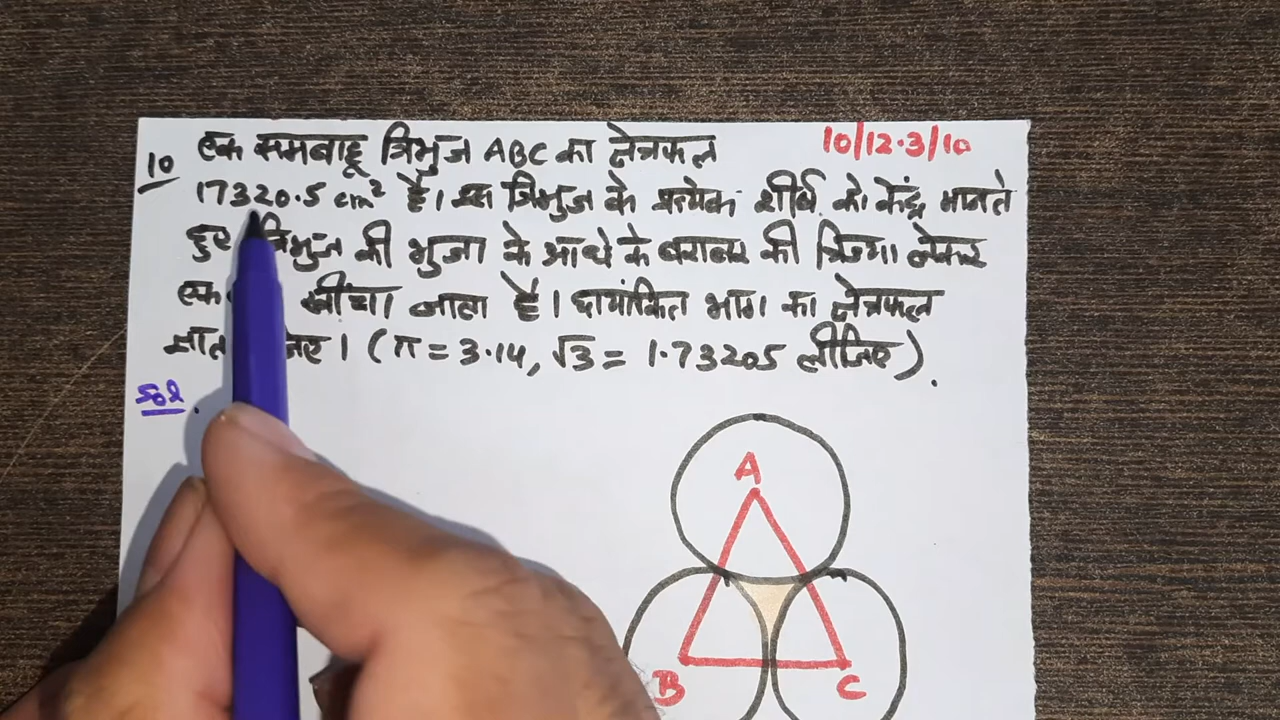 10 एक समबाहू त्रिभुज ABC का क्षेत्रफल 10/12.3/10
17320.5 cm² है। इस त्रिभुज के प्रत्येक शीर्ष को केंद्र मानते
हुए त्रिभुज की भुजा के आधे के बराबर की त्रिज्या लेकर
एक खींचा जाता है। छायांकित भाग का क्षेत्रफल
ज्ञात कीजिए। (π = 3.14, √3 = 1.73205 लीजिए).
Sol.
A
B C